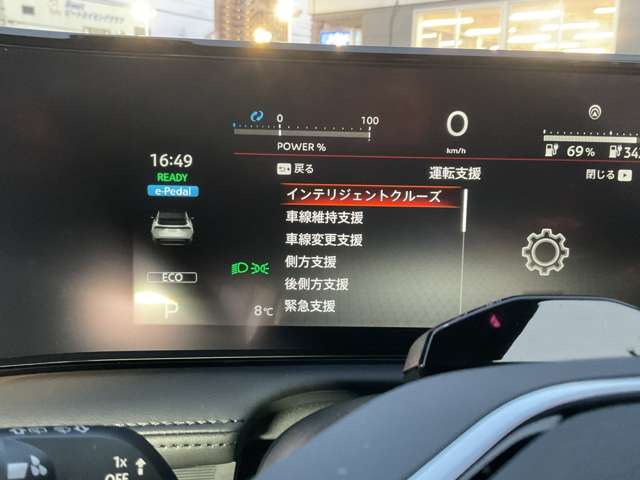 0 100
POWER %
0
km/h
69 %
16:49
READY
e-Pedal
戻る
運転支援
閉じる
インテリジェントクルーズ
車線維持支援
車線変更支援
側方支援
後側方支援
緊急支援
ECO
P
8℃
1x
OFF